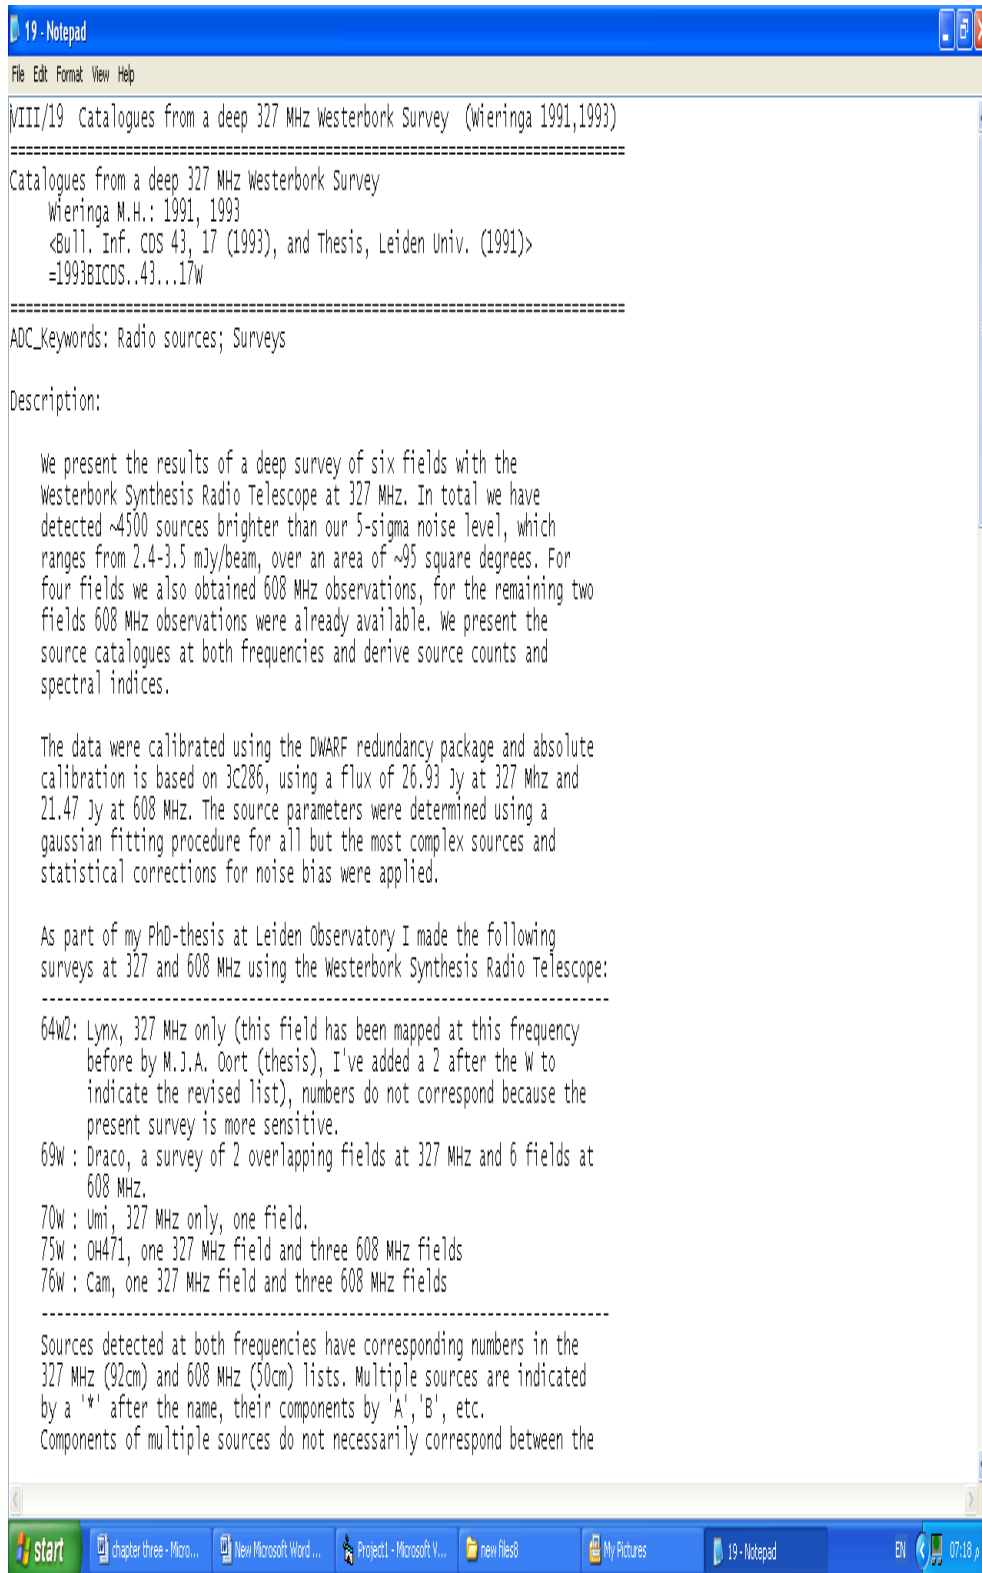 19 - Notepad
File Edit Format View Help
VIII/19 Catalogues from a deep 327 MHz Westerbork Survey (Wieringa 1991,1993)
================================================================================
Catalogues from a deep 327 MHz Westerbork Survey
Wieringa M.H.: 1991, 1993
<Bull. Inf. CDS 43, 17 (1993), and Thesis, Leiden Univ. (1991)>
=1993BICDS..43...17W
================================================================================
ADC_Keywords: Radio sources; Surveys
Description:
We present the results of a deep survey of six fields with the
Westerbork Synthesis Radio Telescope at 327 MHz. In total we have
detected ~4500 sources brighter than our 5-sigma noise level, which
ranges from 2.4-3.5 mJy/beam, over an area of ~95 square degrees. For
four fields we also obtained 608 MHz observations, for the remaining two
fields 608 MHz observations were already available. We present the
source catalogues at both frequencies and derive source counts and
spectral indices.
The data were calibrated using the DWARF redundancy package and absolute
calibration is based on 3C286, using a flux of 26.93 Jy at 327 Mhz and
21.47 Jy at 608 MHz. The source parameters were determined using a
gaussian fitting procedure for all but the most complex sources and
statistical corrections for noise bias were applied.
As part of my PhD-thesis at Leiden Observatory I made the following
surveys at 327 and 608 MHz using the Westerbork Synthesis Radio Telescope:
--------------------------------------------------------------------------
64W2: Lynx, 327 MHz only (this field has been mapped at this frequency
before by M.J.A. Oort (thesis), I've added a 2 after the W to
indicate the revised list), numbers do not correspond because the
present survey is more sensitive.
69W : Draco, a survey of 2 overlapping fields at 327 MHz and 6 fields at
608 MHz.
70W : Umi, 327 MHz only, one field.
75W : OH471, one 327 MHz field and three 608 MHz fields
76W : Cam, one 327 MHz field and three 608 MHz fields
--------------------------------------------------------------------------
Sources detected at both frequencies have corresponding numbers in the
327 MHz (92cm) and 608 MHz (50cm) lists. Multiple sources are indicated
by a '*' after the name, their components by 'A','B', etc.
Components of multiple sources do not necessarily correspond between the
start
chapter three - Micro...
New Microsoft Word ...
Project1 - Microsoft V...
new files8
My Pictures
19 - Notepad
EN
07:18 م